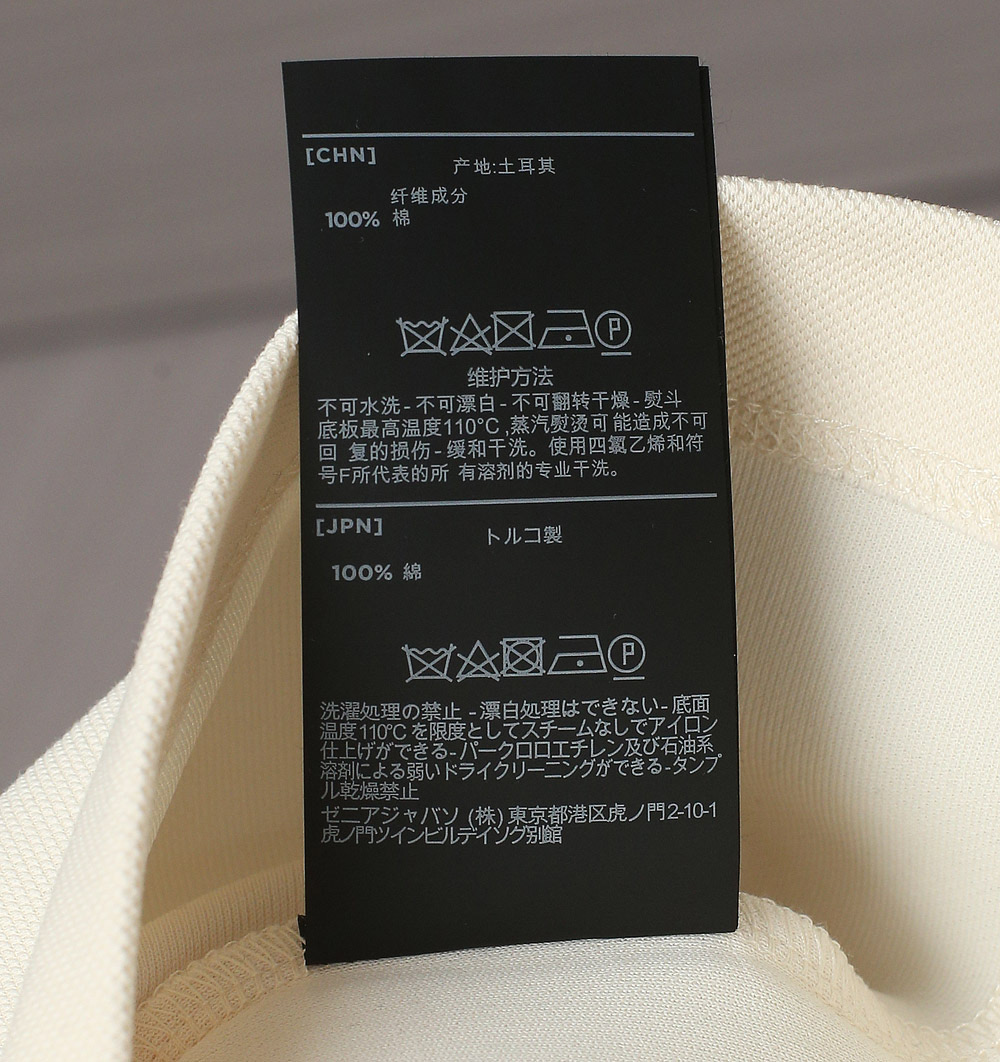 [CHN]
产地:土耳其
纤维成分
100% 棉
P
维护方法
不可水洗-不可漂白-不可翻转干燥-熨斗
底板最高温度110°C ,蒸汽熨烫可能造成不可
回 复的损伤-缓和干洗。使用四氯乙烯和符
号F所代表的所 有溶剂的专业干洗。
[JPN]
トルコ製
100% 綿
P
洗濯処理の禁止 -漂白処理はできない- 底面
温度110°Cを限度としてスチームなしでアイロン
仕上げができる-パークロロエチレン及び石油系
溶剤による弱いドライクリーニングができる-タンブ
ル乾燥禁止
ゼニアジャパン (株) 東京都港区虎ノ門2-10-1
虎ノ門ツインビルディング別館